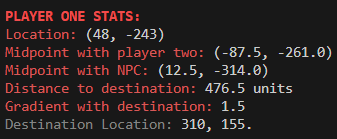 PLAYER ONE STATS:
Location: (48, -243)
Midpoint with player two: (-87.5, -261.0)
Midpoint with NPC: (12.5, -314.0)
Distance to destination: 476.5 units
Gradient with destination: 1.5
Destination Location: 310, 155.